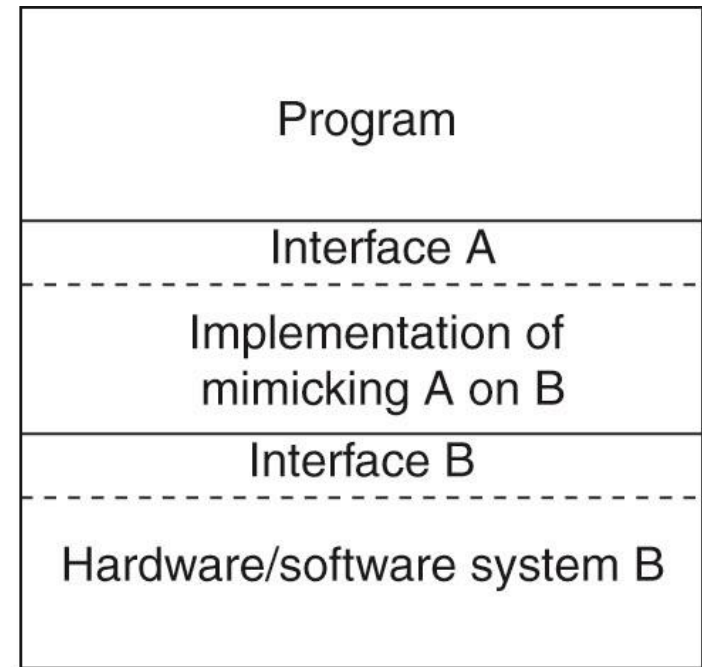 Program
Interface A
Implementation of
mimicking A on B
Interface B
Hardware/software system B